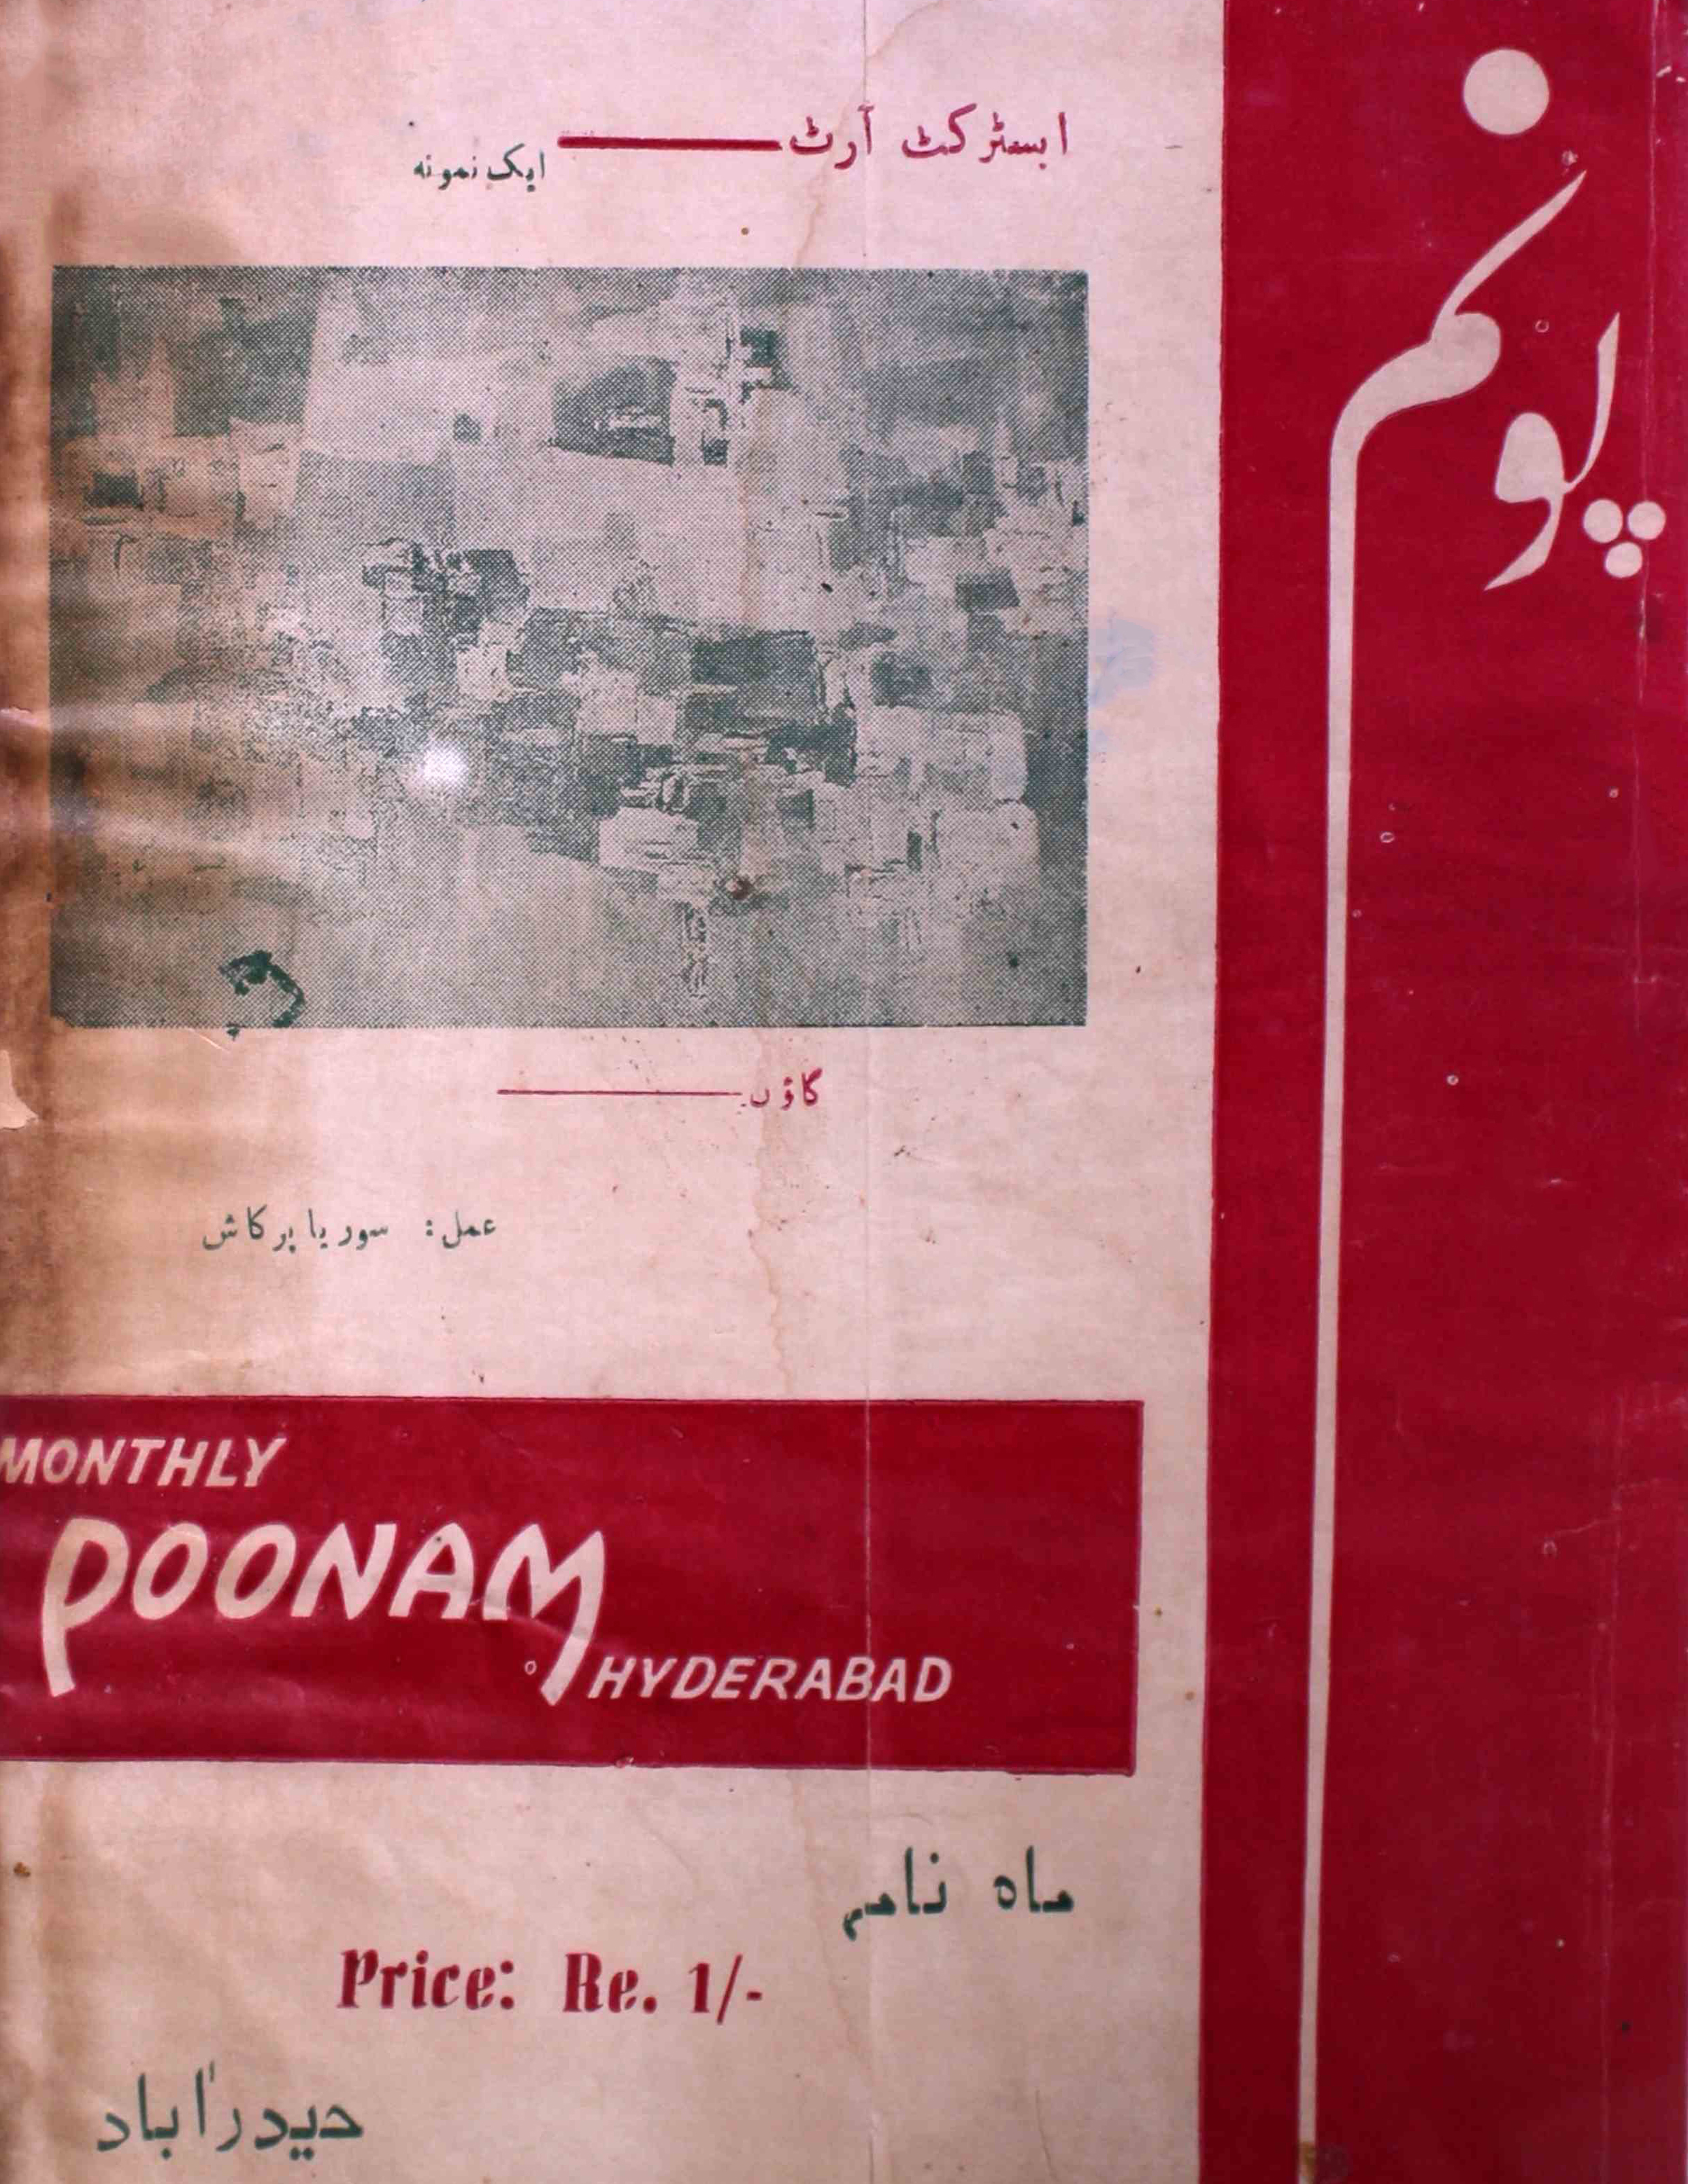 پونم
ابسٹرکٹ آرٹ
ایک نمونہ
گاؤں
عمل: سوریا پرکاش
MONTHLY
POONAM
HYDERABAD
ماہ نامہ
Price: Re. 1/-
حیدرآباد